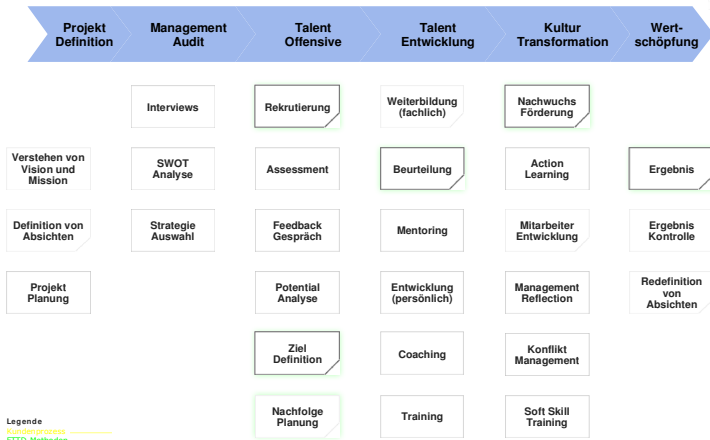 Projekt
Definition
Management
Audit
Talent
Offensive
Talent
Entwicklung
Kultur
Transformation
Wert-
schöpfung
Interviews
Rekrutierung
Weiterbildung
(fachlich)
Nachwuchs
Förderung
Verstehen von
Vision und
Mission
SWOT
Analyse
Assessment
Beurteilung
Action
Learning
Ergebnis
Definition von
Absichten
Strategie
Auswahl
Feedback
Gespräch
Mentoring
Mitarbeiter
Entwicklung
Ergebnis
Kontrolle
Projekt
Planung
Potential
Analyse
Entwicklung
(persönlich)
Management
Reflection
Redefinition
von
Absichten
Ziel
Definition
Coaching
Konflikt
Management
Nachfolge
Planung
Training
Soft Skill
Training
Legende